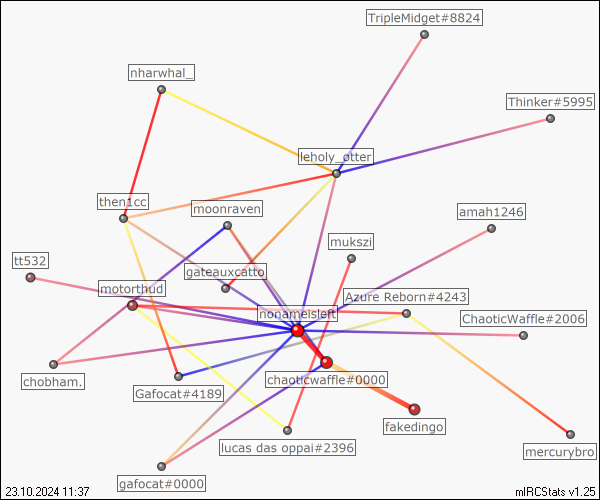 TripleMidget#8824
nharwhal_
Thinker#5995
leholy_otter
then1cc
moonraven
amah1246
mukszi
tt532
gateauxcatto
motorthud
Azure Reborn#4243
nonameisleft
ChaoticWaffle#2006
chobham.
chaoticwaffle#0000
Gafocat#4189
fakedingo
lucas das oppai#2396
mercurybro
gafocat#0000
23.10.2024 11:37
mIRCStats v1.25